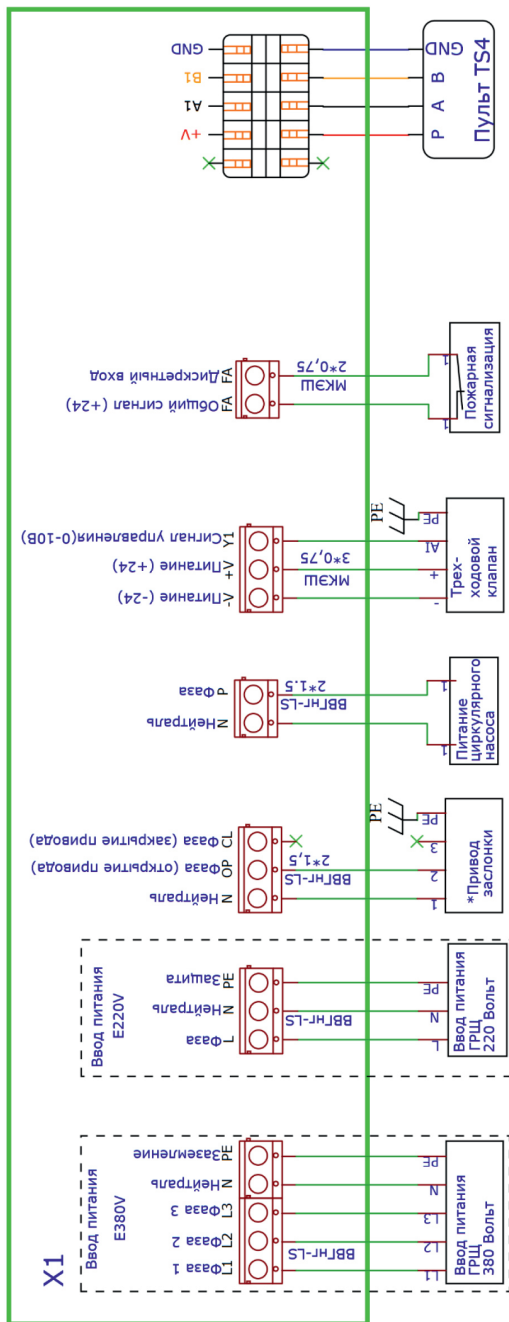 GND
B1
A1
+V
GND
B
A
P
Пульт TS4
Дискретный вход
FA
Общий сигнал (+24)
FA
2*0,75
МКЭШ
1
1
Пожарная
сигнализация
Сигнал управления(0-10В)
Y1
Питание (+24)
+V
Питание (-24)
-V
3*0,75
МКЭШ
PE
PE
AI
+
-
Трех-
ходовой
клапан
Фаза
P
Нейтраль
N
2*1.5
ВВГнг-LS
1
1
Питание
циркулярного
насоса
Фаза (закрытие привода)
CL
Фаза (открытие привода)
OP
Нейтраль
N
2*1,5
ВВГнг-LS
PE
PE
3
2
1
*Привод
заслонки
Ввод питания
E220V
Защита
PE
Нейтраль
N
Фаза
L
ВВГнг-LS
PE
N
L
Ввод питания
ГРЩ
220 Вольт
X1
Ввод питания
E380V
Заземление
PE
Нейтраль
N
Фаза 3
L3
Фаза 2
L2
Фаза 1
L1
ВВГнг-LS
PE
N
L3
L2
L1
Ввод питания
ГРЩ
380 Вольт